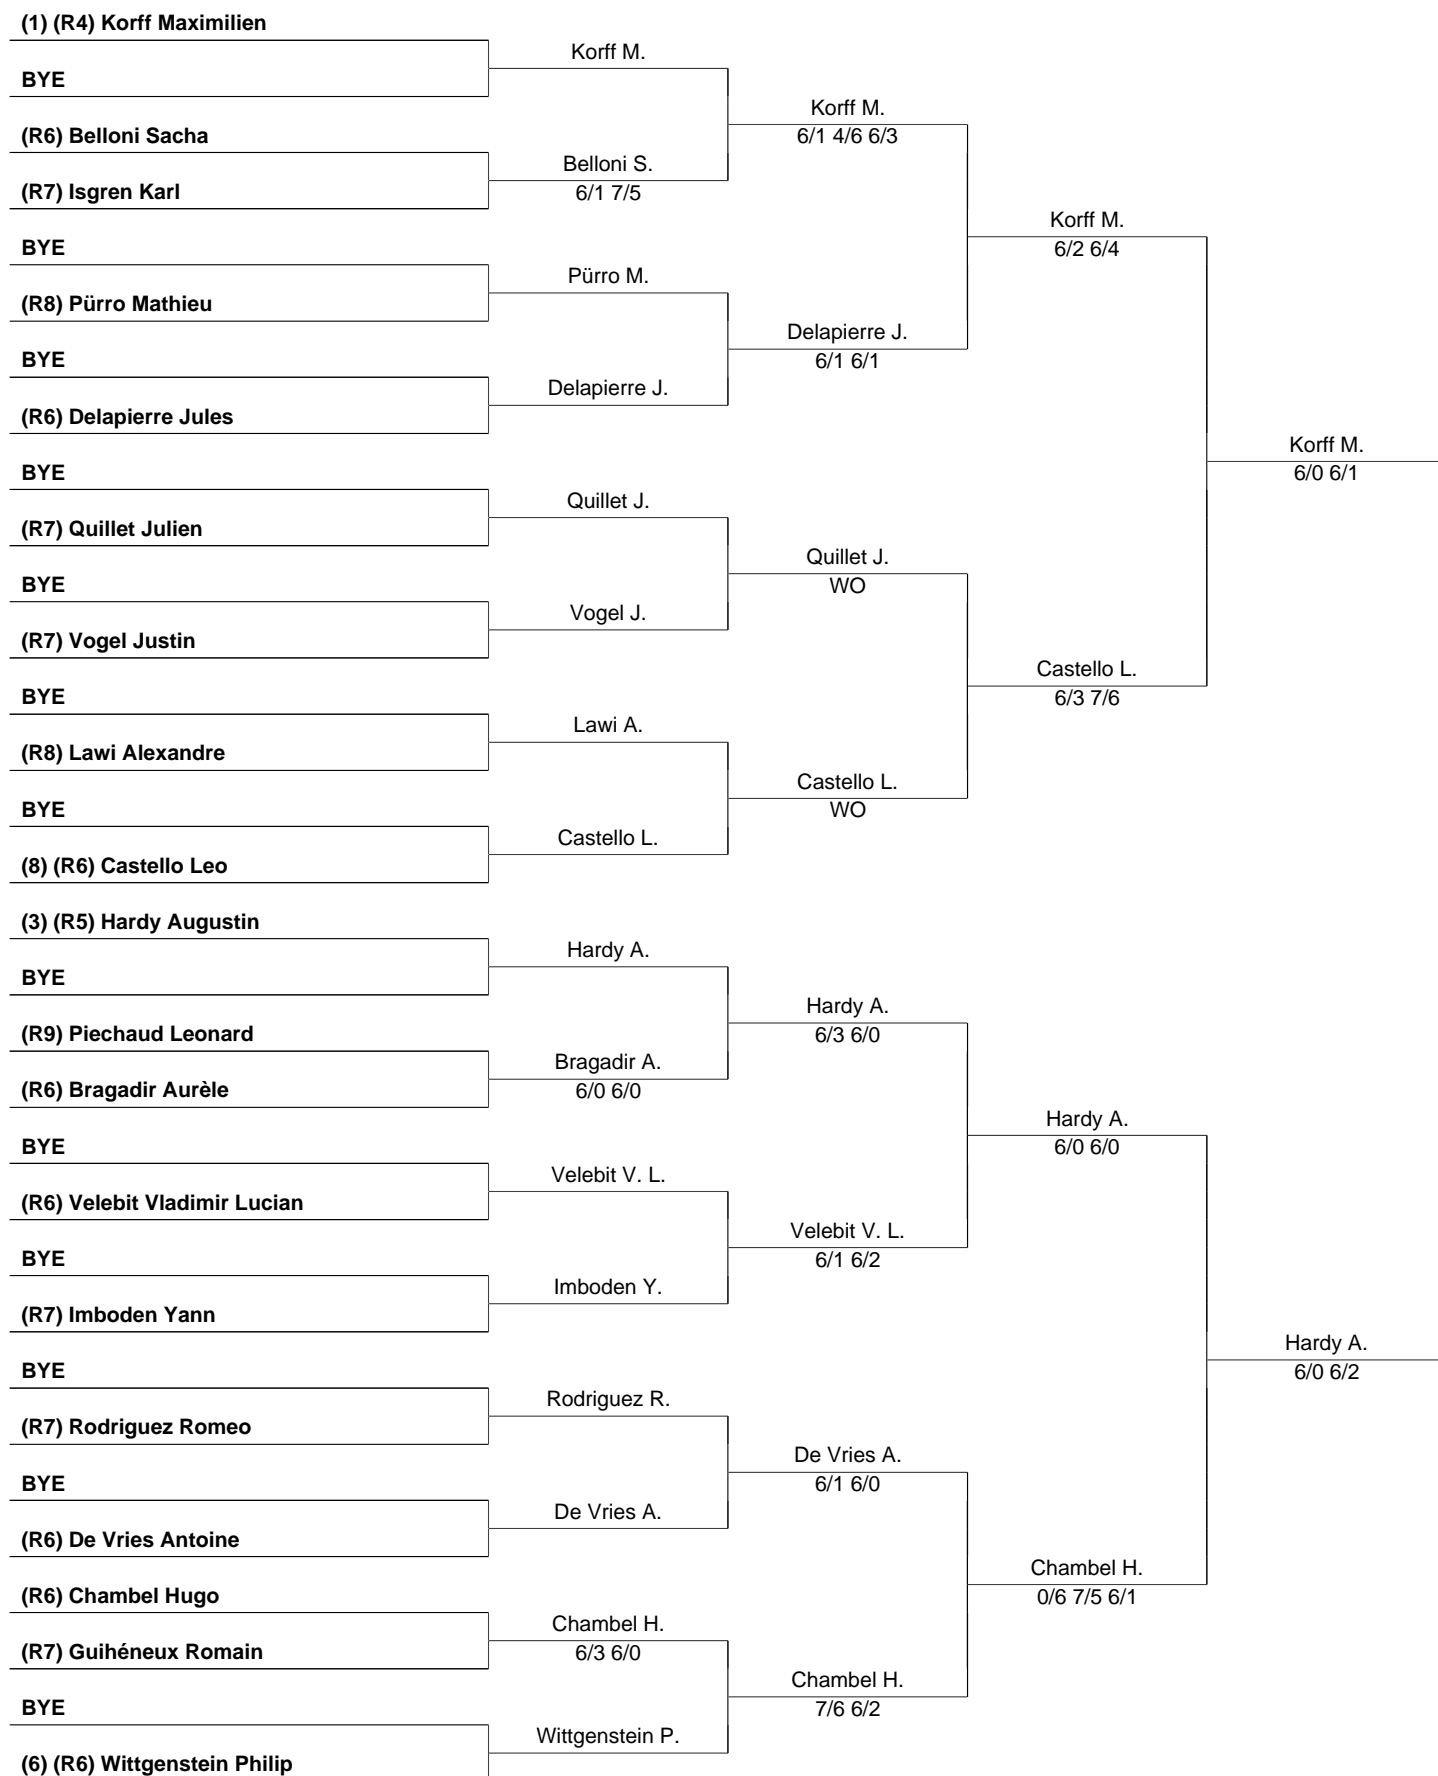 (1) (R4) Korff Maximilien
BYE
(R6) Belloni Sacha
(R7) Isgren Karl
BYE
(R8) Pürro Mathieu
BYE
(R6) Delapierre Jules
BYE
(R7) Quillet Julien
BYE
(R7) Vogel Justin
BYE
(R8) Lawi Alexandre
BYE
(8) (R6) Castello Leo
(3) (R5) Hardy Augustin
BYE
(R9) Piechaud Leonard
(R6) Bragadir Aurèle
BYE
(R6) Velebit Vladimir Lucian
BYE
(R7) Imboden Yann
BYE
(R7) Rodriguez Romeo
BYE
(R6) De Vries Antoine
(R6) Chambel Hugo
(R7) Guihéneux Romain
BYE
(6) (R6) Wittgenstein Philip
Korff M.
Belloni S.
6/1 7/5
Pürro M.
Delapierre J.
Quillet J.
Vogel J.
Lawi A.
Castello L.
Hardy A.
Bragadir A.
6/0 6/0
Velebit V. L.
Imboden Y.
Rodriguez R.
De Vries A.
Chambel H.
6/3 6/0
Wittgenstein P.
Korff M.
6/1 4/6 6/3
Delapierre J.
6/1 6/1
Quillet J.
WO
Castello L.
WO
Hardy A.
6/3 6/0
Velebit V. L.
6/1 6/2
De Vries A.
6/1 6/0
Chambel H.
7/6 6/2
Korff M.
6/2 6/4
Castello L.
6/3 7/6
Hardy A.
6/0 6/0
Chambel H.
0/6 7/5 6/1
Korff M.
6/0 6/1
Hardy A.
6/0 6/2